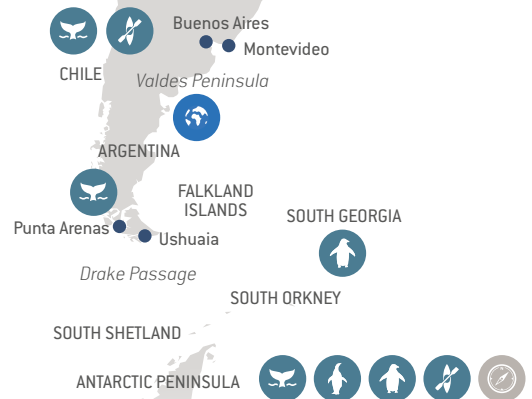 Buenos Aires
Montevideo
CHILE
Valdes Peninsula
ARGENTINA
FALKLAND
ISLANDS
SOUTH GEORGIA
Punta Arenas
Ushuaia
Drake Passage
SOUTH ORKNEY
SOUTH SHETLAND
ANTARCTIC PENINSULA